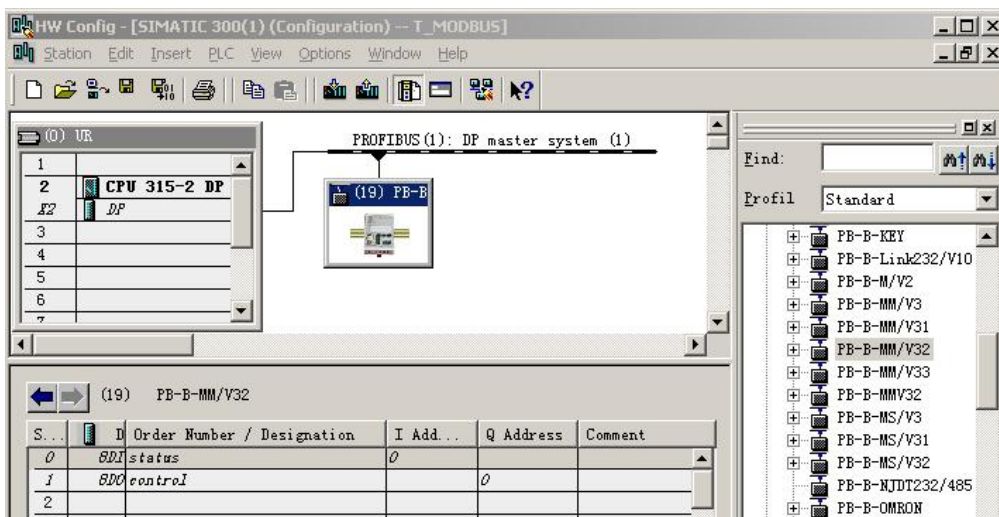 HW Config - [SIMATIC 300(1) (Configuration) -- T_MODBUS]
Station Edit Insert PLC View Options Window Help
(0) UR
1
2 CPU 315-2 DP
X2 DP
3
4
5
6
7
PROFIBUS(1): DP master system (1)
(19) PB-B
Find:
Profil Standard
PB-B-KEY
PB-B-Link232/V10
PB-B-M/V2
PB-B-MM/V3
PB-B-MM/V31
PB-B-MM/V32
PB-B-MM/V33
PB-B-MMV32
PB-B-MS/V3
PB-B-MS/V31
PB-B-MS/V32
PB-B-NJDT232/485
PB-B-OMRON
(19) PB-B-MM/V32
S... D Order Number / Designation I Add... Q Address Comment
0 8DI status 0
1 8DO control 0
2